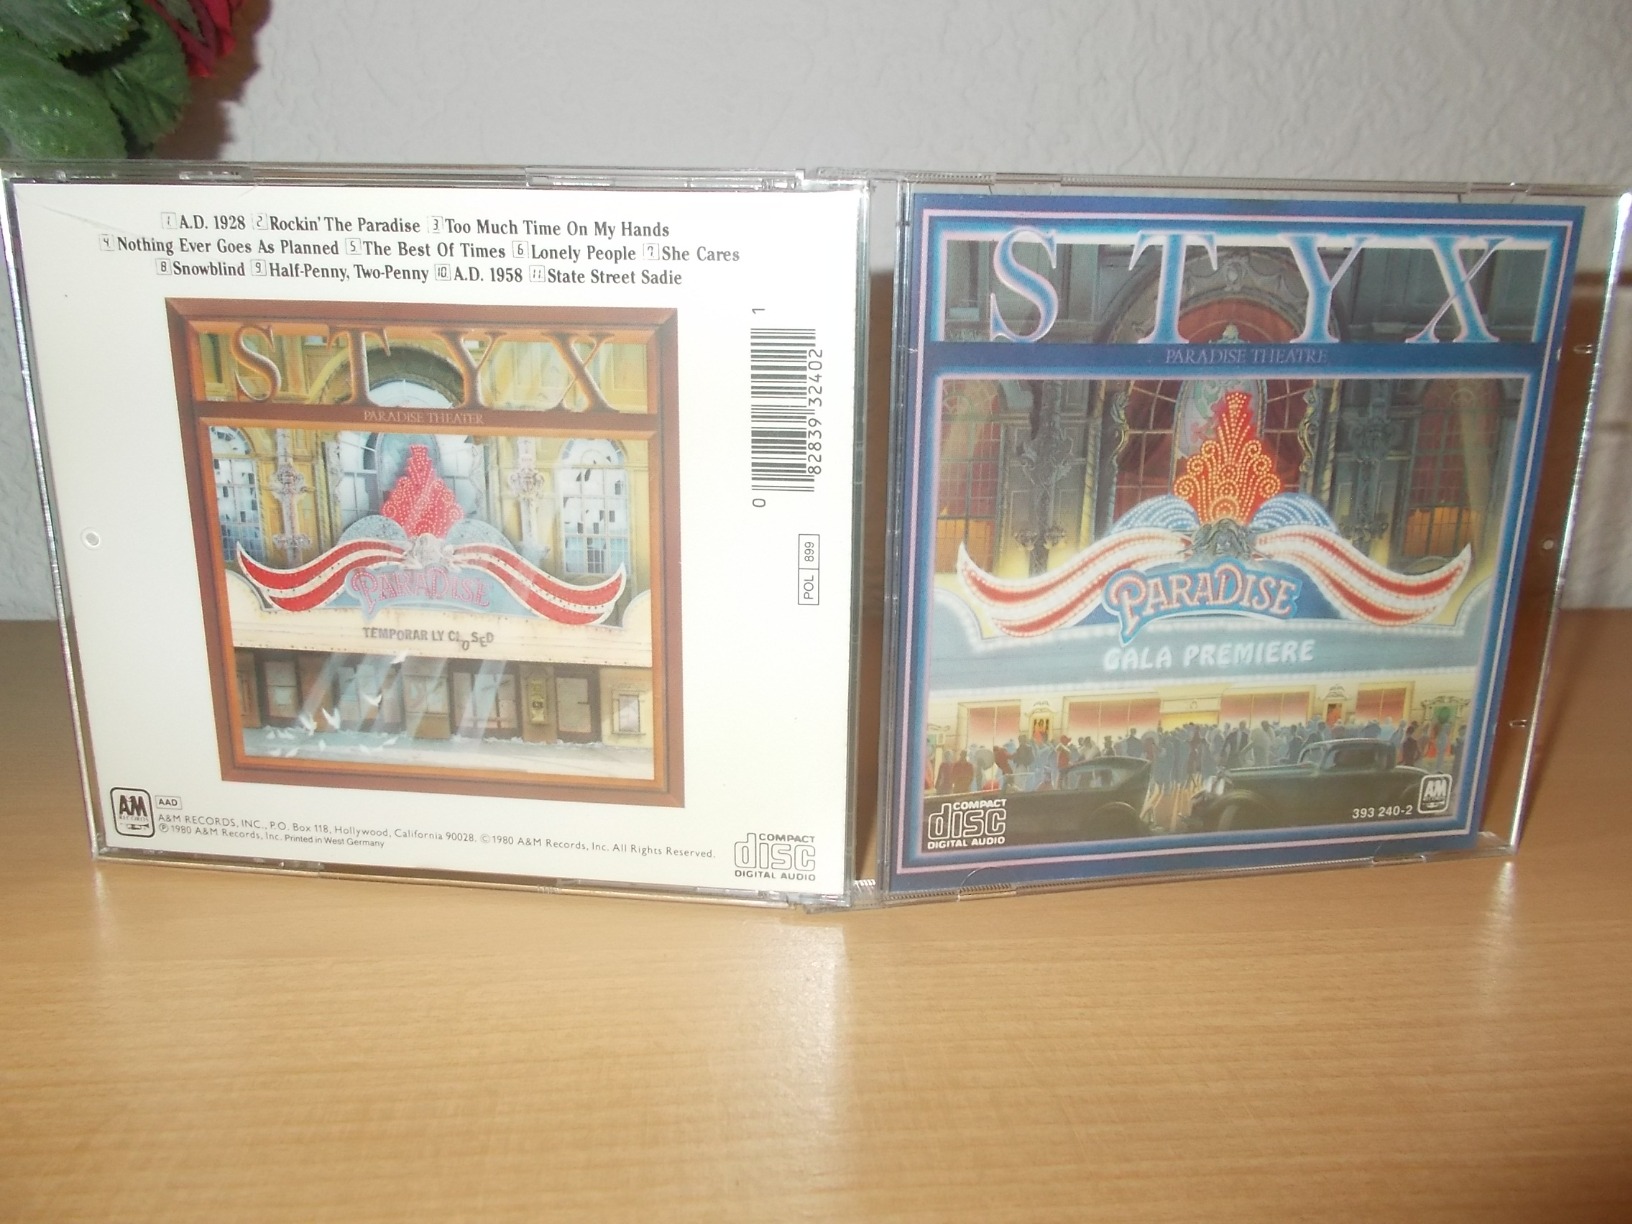 1 A.D. 1928 2 Rockin' The Paradise 3 Too Much Time On My Hands
4 Nothing Ever Goes As Planned 5 The Best Of Times 6 Lonely People 7 She Cares
8 Snowblind 9 Half-Penny, Two-Penny 10 A.D. 1958 11 State Street Sadie
STYX
PARADISE THEATER
PARADISE
TEMPORAR LY CLOSED
0 82839 32402 1
POL 899
A&M RECORDS
AAD
A&M RECORDS, INC., P.O. Box 118, Hollywood, California 90028. ©1980 A&M Records, Inc. All Rights Reserved.
℗1980 A&M Records, Inc. Printed in West Germany
COMPACT
disc
DIGITAL AUDIO
STYX
PARADISE THEATRE
PARADISE
GALA PREMIERE
COMPACT
disc
DIGITAL AUDIO
393 240-2
AM